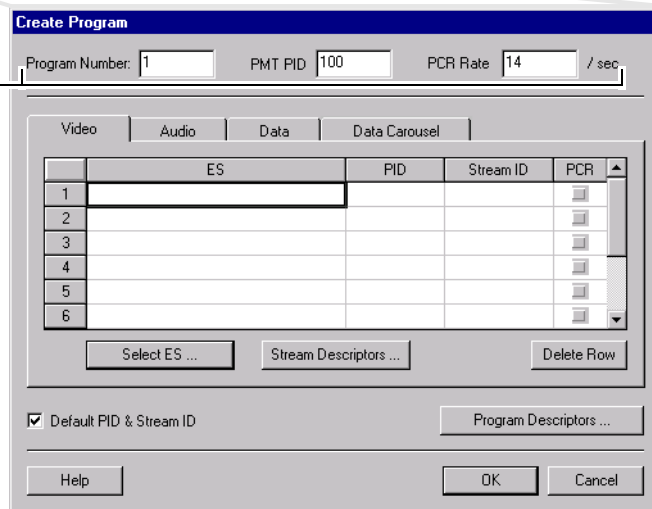 Create Program
Program Number: 1 PMT PID 100 PCR Rate 14 / sec
Video Audio Data Data Carousel
ES PID Stream ID PCR
1
2
3
4
5
6
Select ES ... Stream Descriptors ... Delete Row
Default PID & Stream ID Program Descriptors ...
Help OK Cancel